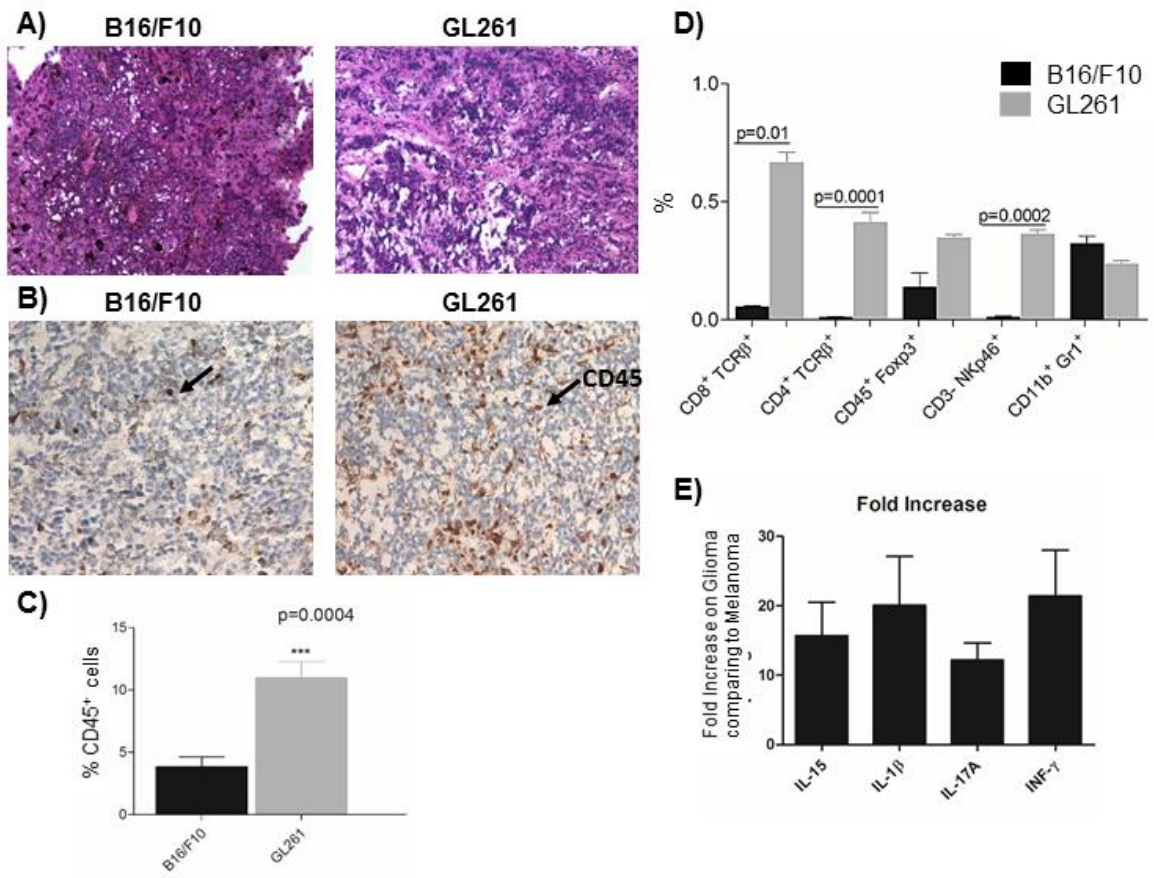 A)
B16/F10
GL261
B)
B16/F10
GL261
CD45
C)
p=0.0004
***
% CD45⁺ cells
15
10
5
0
B16/F10
GL261
D)
B16/F10
GL261
%
1.0
0.5
0.0
p=0.01
p=0.0001
p=0.0002
CD8⁺ TCRβ⁺
CD4⁺ TCRβ⁺
CD45⁺ Foxp3⁺
CD3- NKp46⁺
CD11b⁺ Gr1⁺
E)
Fold Increase
Fold Increase on Glioma
comparing to Melanoma
30
20
10
0
IL-15
IL-1β
IL-17A
INF-γ